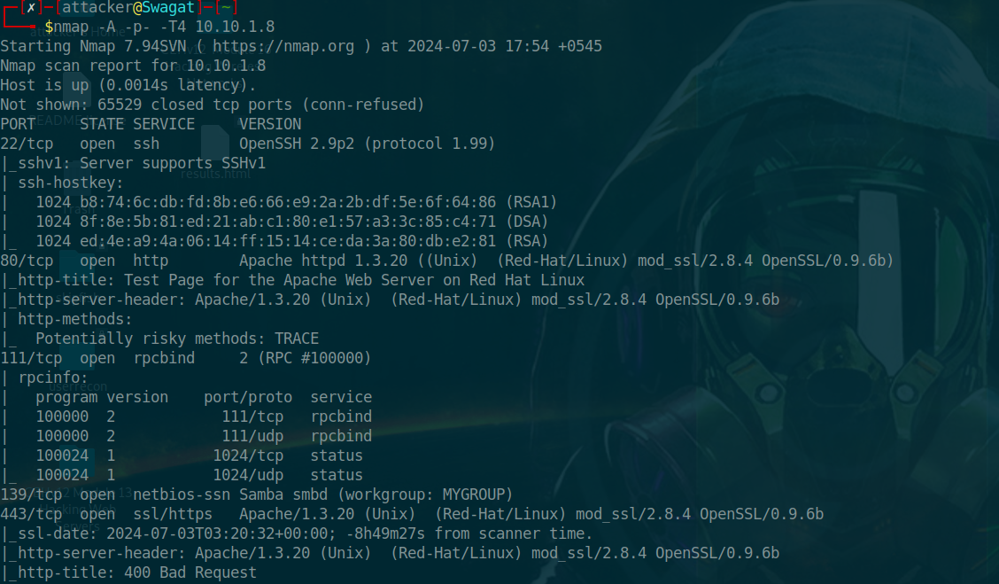 ┌─[✗]─[attacker@Swagat]─[~]
└──╼ $nmap -A -p- -T4 10.10.1.8
Starting Nmap 7.94SVN ( https://nmap.org ) at 2024-07-03 17:54 +0545
Nmap scan report for 10.10.1.8
Host is up (0.0014s latency).
Not shown: 65529 closed tcp ports (conn-refused)
PORT     STATE SERVICE     VERSION
22/tcp   open  ssh         OpenSSH 2.9p2 (protocol 1.99)
|_sshv1: Server supports SSHv1
| ssh-hostkey:
|   1024 b8:74:6c:db:fd:8b:e6:66:e9:2a:2b:df:5e:6f:64:86 (RSA1)
|   1024 8f:8e:5b:81:ed:21:ab:c1:80:e1:57:a3:3c:85:c4:71 (DSA)
|_  1024 ed:4e:a9:4a:06:14:ff:15:14:ce:da:3a:80:db:e2:81 (RSA)
80/tcp   open  http        Apache httpd 1.3.20 ((Unix)  (Red-Hat/Linux) mod_ssl/2.8.4 OpenSSL/0.9.6b)
|_http-title: Test Page for the Apache Web Server on Red Hat Linux
|_http-server-header: Apache/1.3.20 (Unix)  (Red-Hat/Linux) mod_ssl/2.8.4 OpenSSL/0.9.6b
| http-methods:
|_  Potentially risky methods: TRACE
111/tcp  open  rpcbind     2 (RPC #100000)
| rpcinfo:
|   program version    port/proto  service
|   100000  2            111/tcp   rpcbind
|   100000  2            111/udp   rpcbind
|   100024  1           1024/tcp   status
|_  100024  1           1024/udp   status
139/tcp  open  netbios-ssn Samba smbd (workgroup: MYGROUP)
443/tcp  open  ssl/https   Apache/1.3.20 (Unix)  (Red-Hat/Linux) mod_ssl/2.8.4 OpenSSL/0.9.6b
|_ssl-date: 2024-07-03T03:20:32+00:00; -8h49m27s from scanner time.
|_http-server-header: Apache/1.3.20 (Unix)  (Red-Hat/Linux) mod_ssl/2.8.4 OpenSSL/0.9.6b
|_http-title: 400 Bad Request
results.html
userrecon